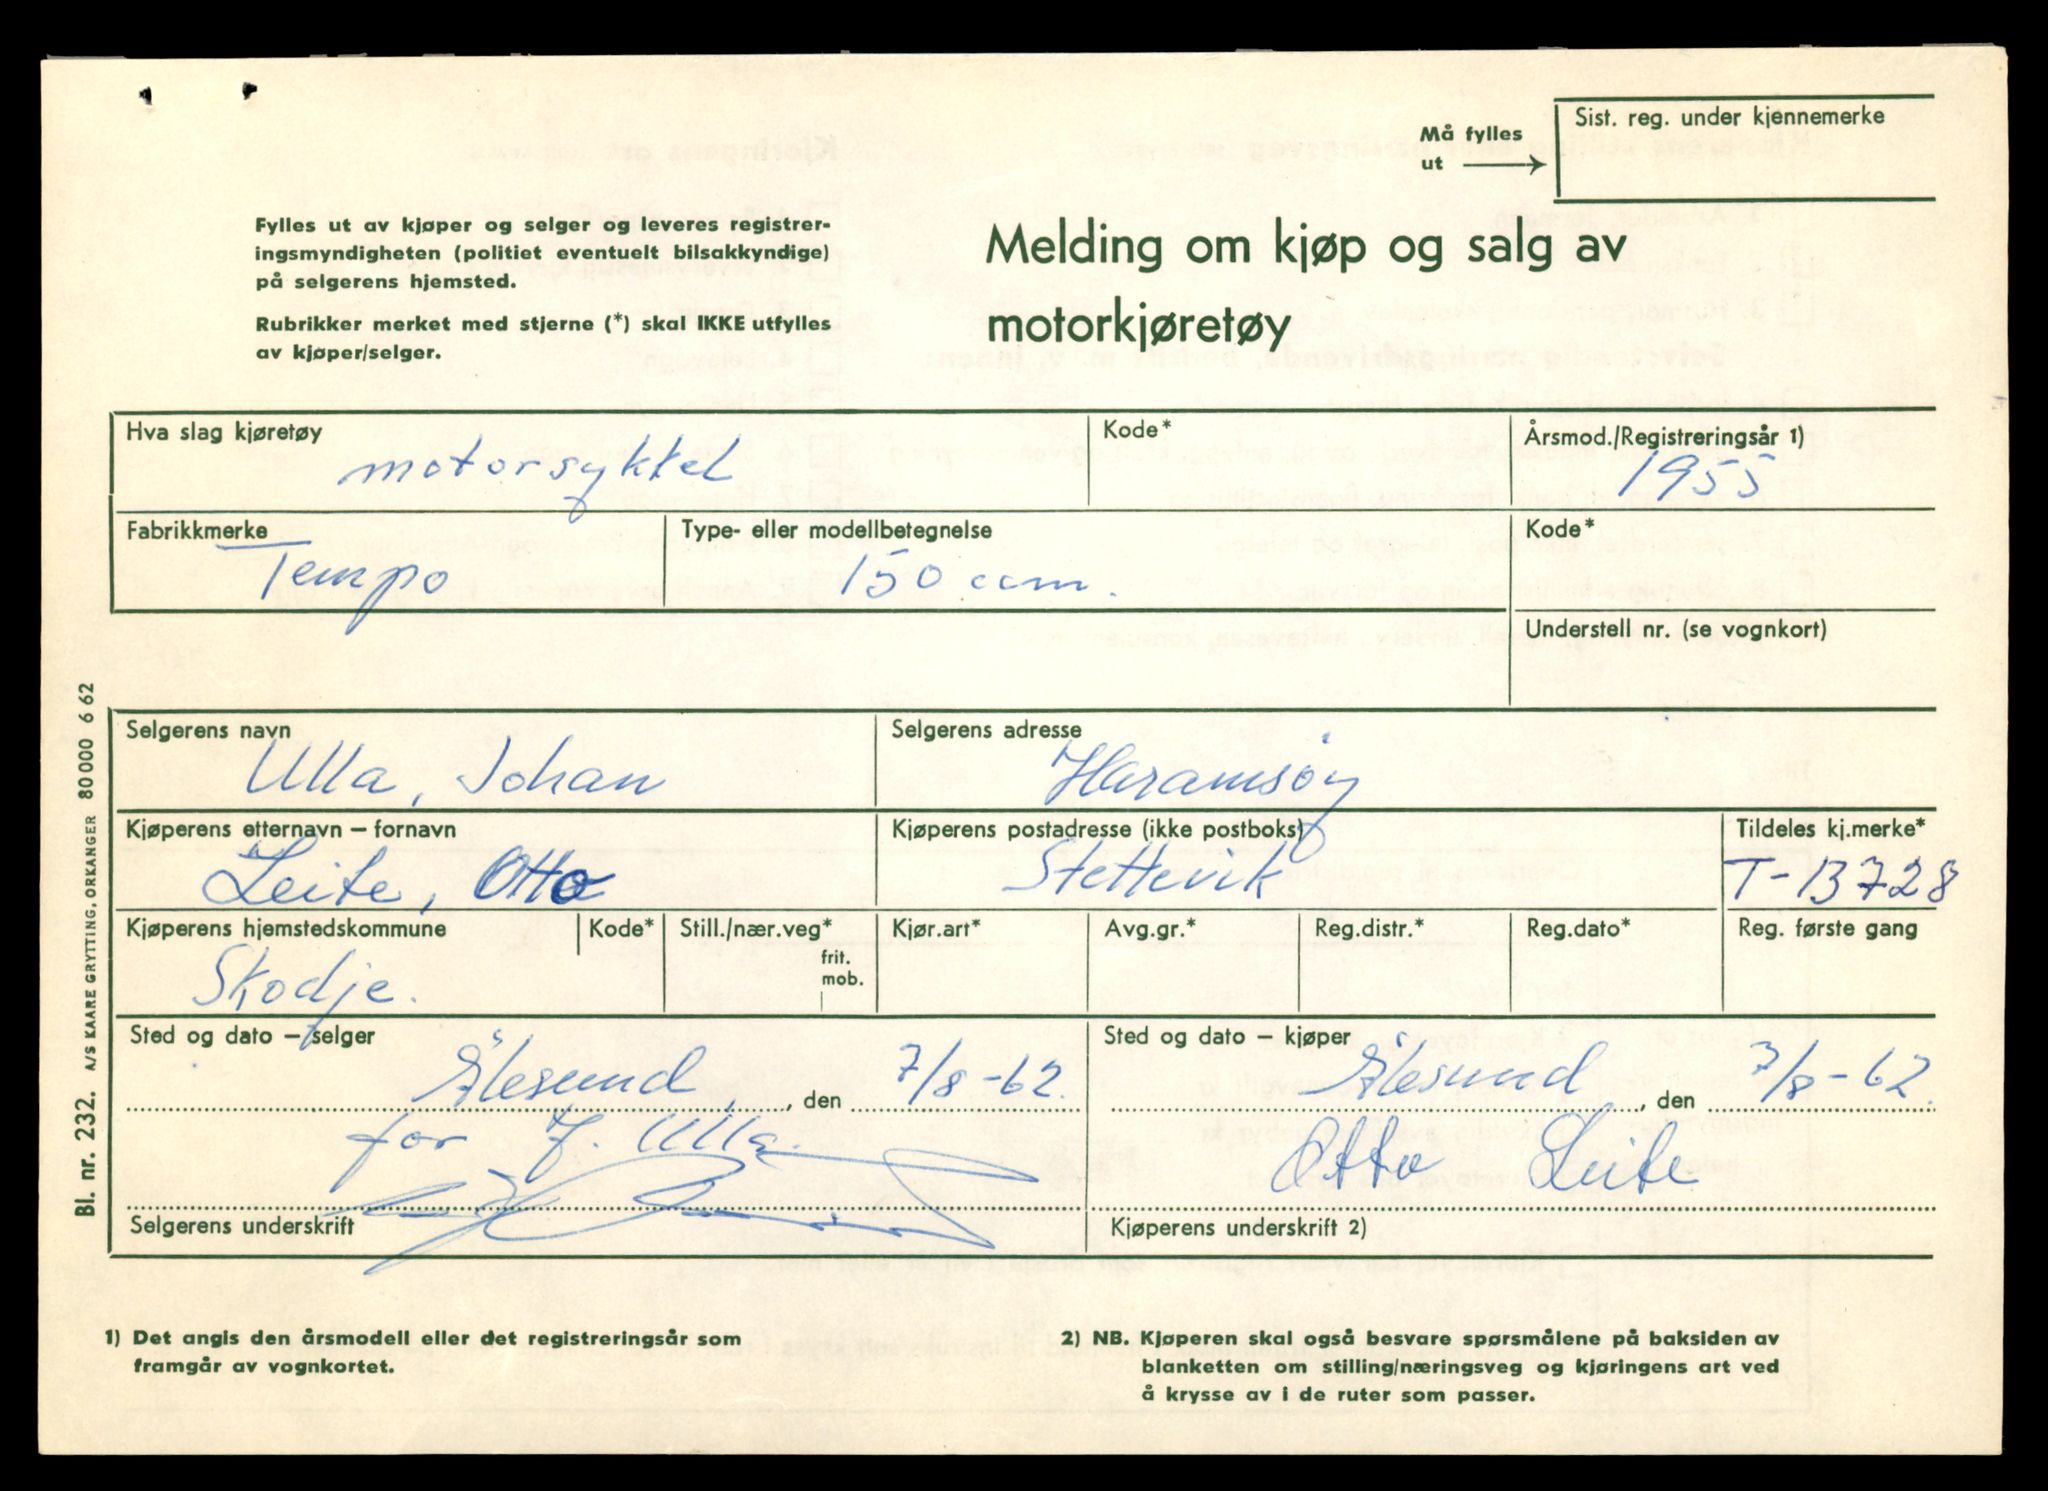 Må fylles
ut
Sist. reg. under kjennemerke
Fylles ut av kjøper og selger og leveres registrer-
ingsmyndigheten (politiet eventuelt bilsakkyndige)
på selgerens hjemsted.
Rubrikker merket med stjerne (*) skal IKKE utfylles
av kjøper/selger.
Melding om kjøp og salg av
motorkjøretøy
Hva slag kjøretøy
Kode*
Årsmod./Registreringsår 1)
motorsykkel
1955
Fabrikkmerke
Type- eller modellbetegnelse
Kode*
Tempo
150 ccm.
Understell nr. (se vognkort)
Selgerens navn
Selgerens adresse
Ulla, Johan
Haramsøy
Kjøperens etternavn – fornavn
Kjøperens postadresse (ikke postboks)
Tildeles kj.merke*
Leite, Otto
Stettevik
T-13728
Kjøperens hjemstedskommune
Kode*
Still./nær.veg*
Kjør.art*
Avg.gr.*
Reg.distr.*
Reg.dato*
Reg. første gang
frit.
mob.
Skodje.
Sted og dato – selger
Sted og dato – kjøper
Ålesund, den 7/8-62.
Ålesund, den 7/8-62.
for J. Ulla.
Otto Leite
Selgerens underskrift
Kjøperens underskrift 2)
1) Det angis den årsmodell eller det registreringsår som
framgår av vognkortet.
2) NB. Kjøperen skal også besvare spørsmålene på baksiden av
blanketten om stilling/næringsveg og kjøringens art ved
å krysse av i de ruter som passer.
Bl. nr. 232. A/S KAARE GRYTTING, ORKANGER 80 000 6 62